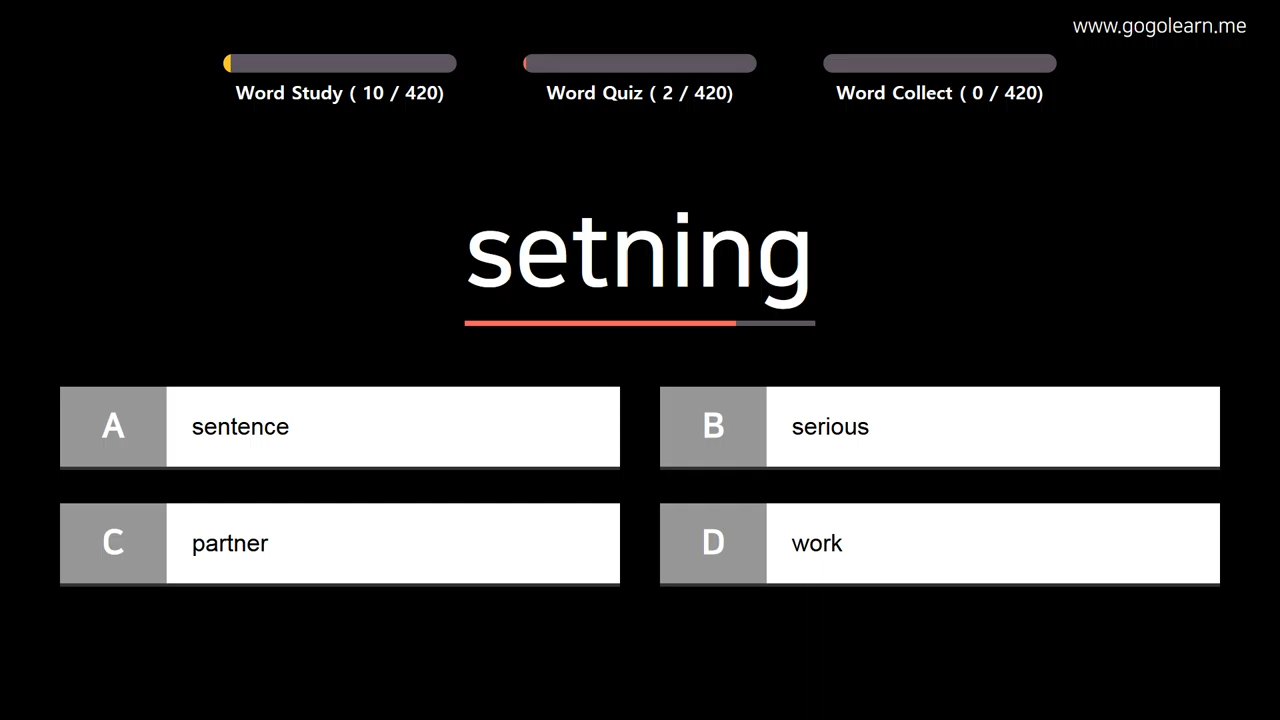 www.gogolearn.me
Word Study ( 10 / 420)
Word Quiz ( 2 / 420)
Word Collect ( 0 / 420)
setning
A sentence
B serious
C partner
D work